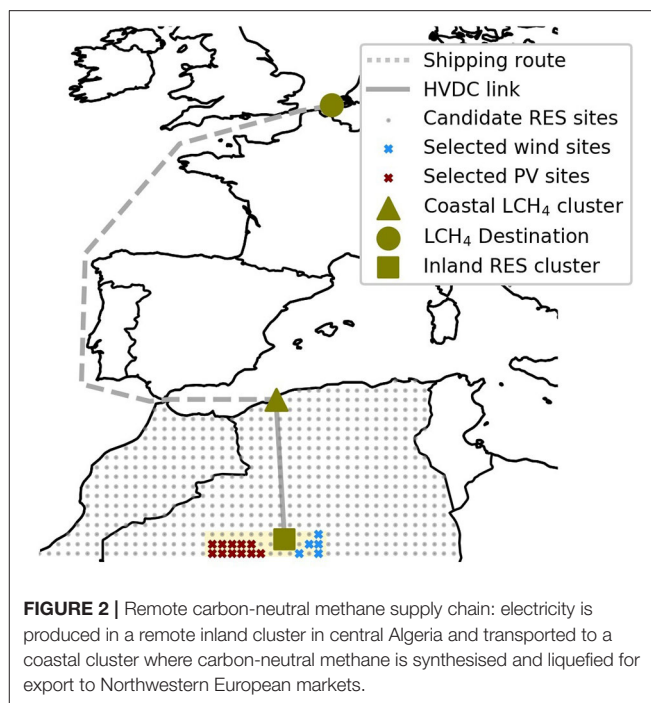 Shipping route
HVDC link
Candidate RES sites
Selected wind sites
Selected PV sites
Coastal LCH₄ cluster
LCH₄ Destination
Inland RES cluster
FIGURE 2 | Remote carbon-neutral methane supply chain: electricity is
produced in a remote inland cluster in central Algeria and transported to a
coastal cluster where carbon-neutral methane is synthesised and liquefied for
export to Northwestern European markets.